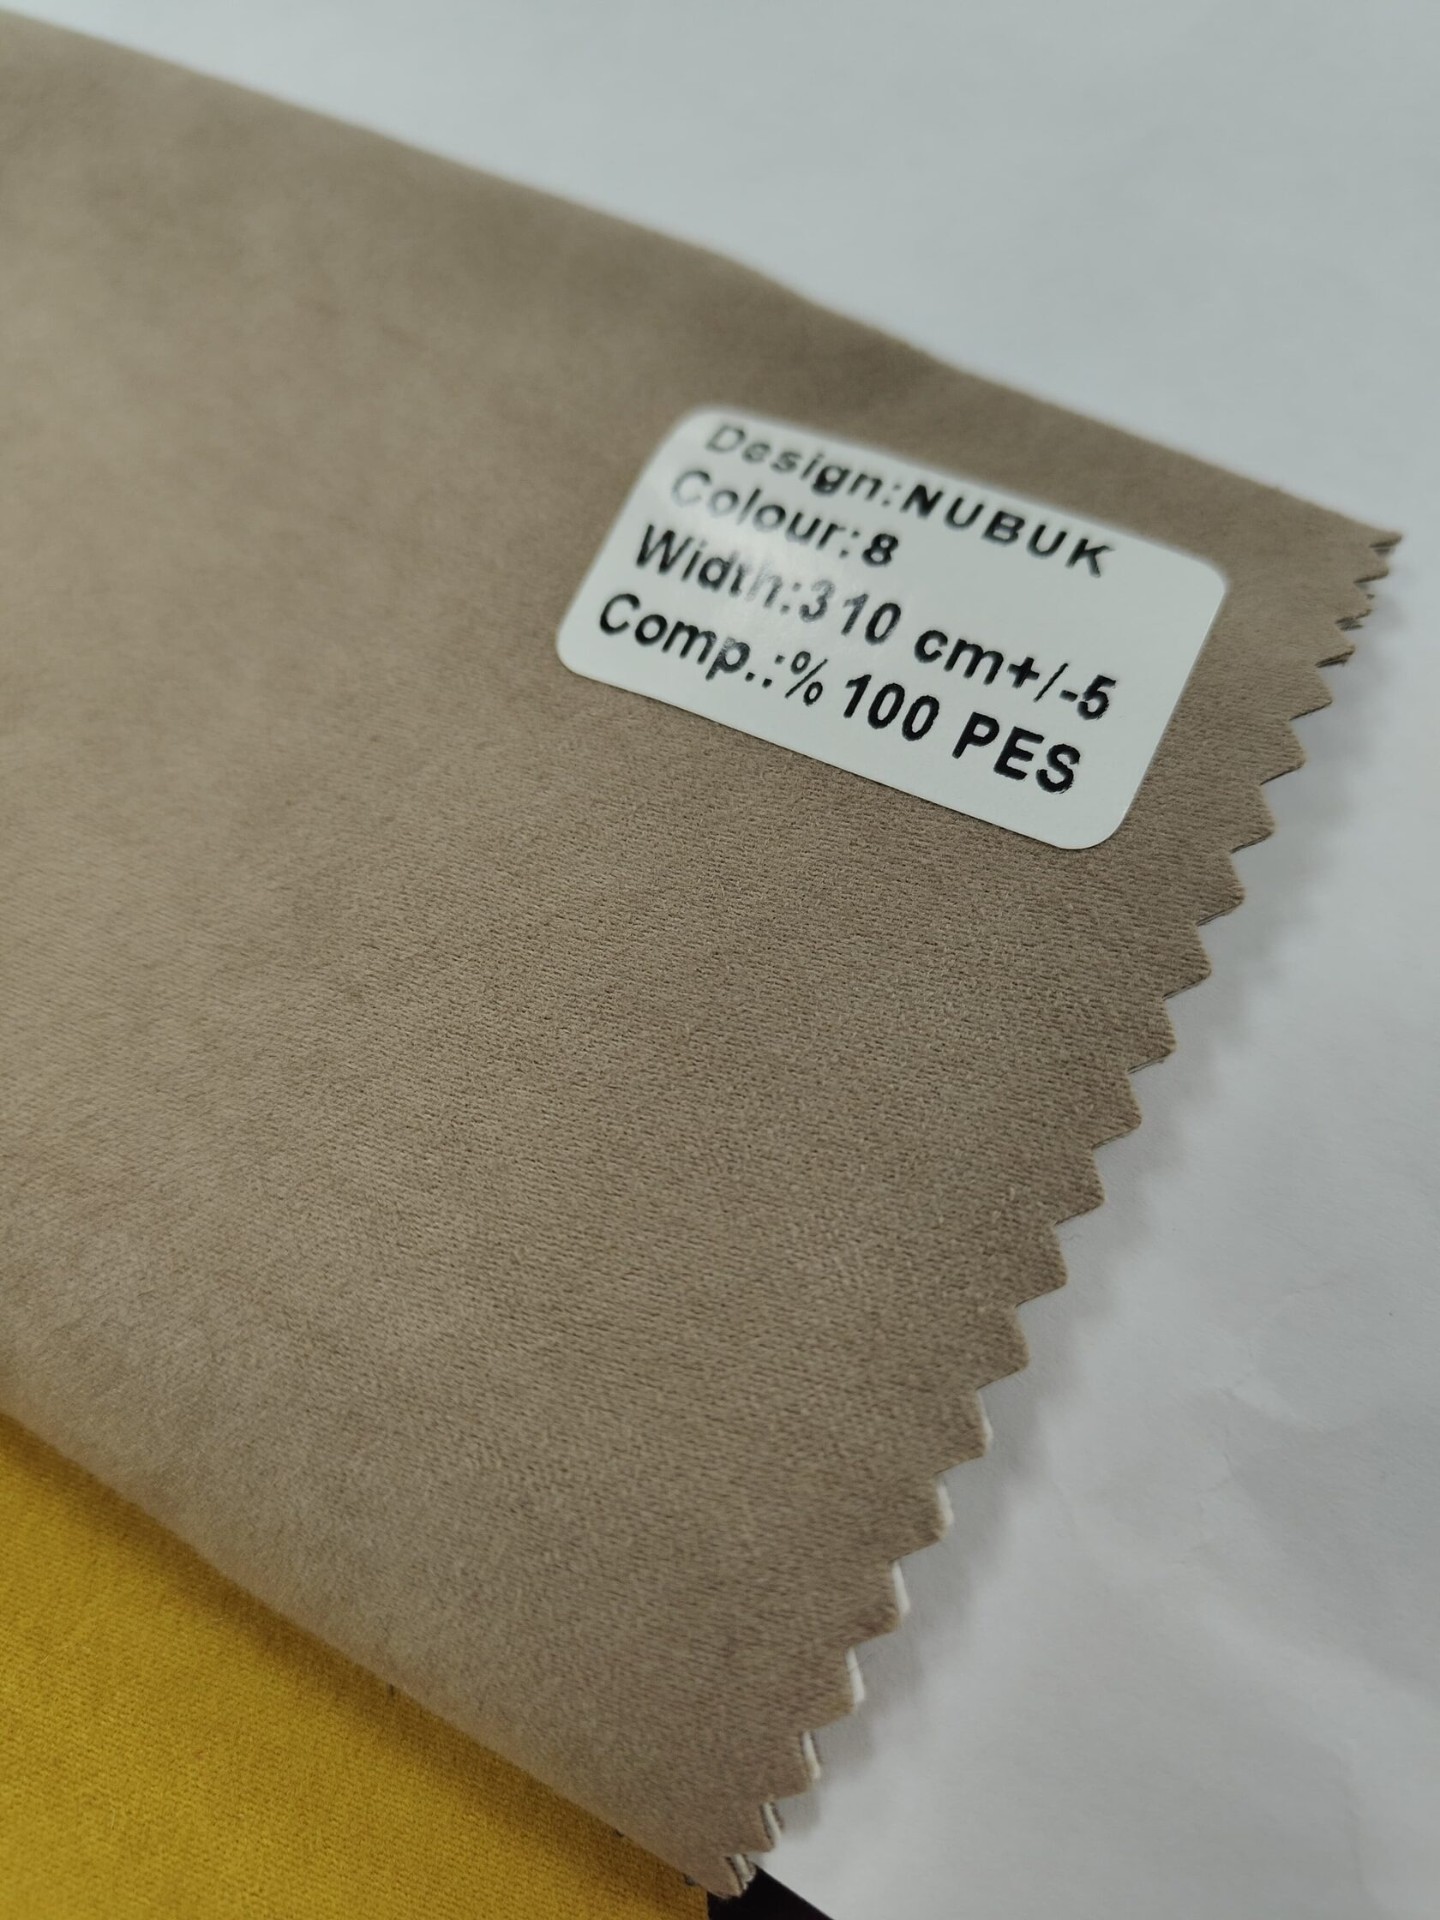 Design:NUBUK
Colour:8
Width:310 cm+/-5
Comp.:% 100 PES